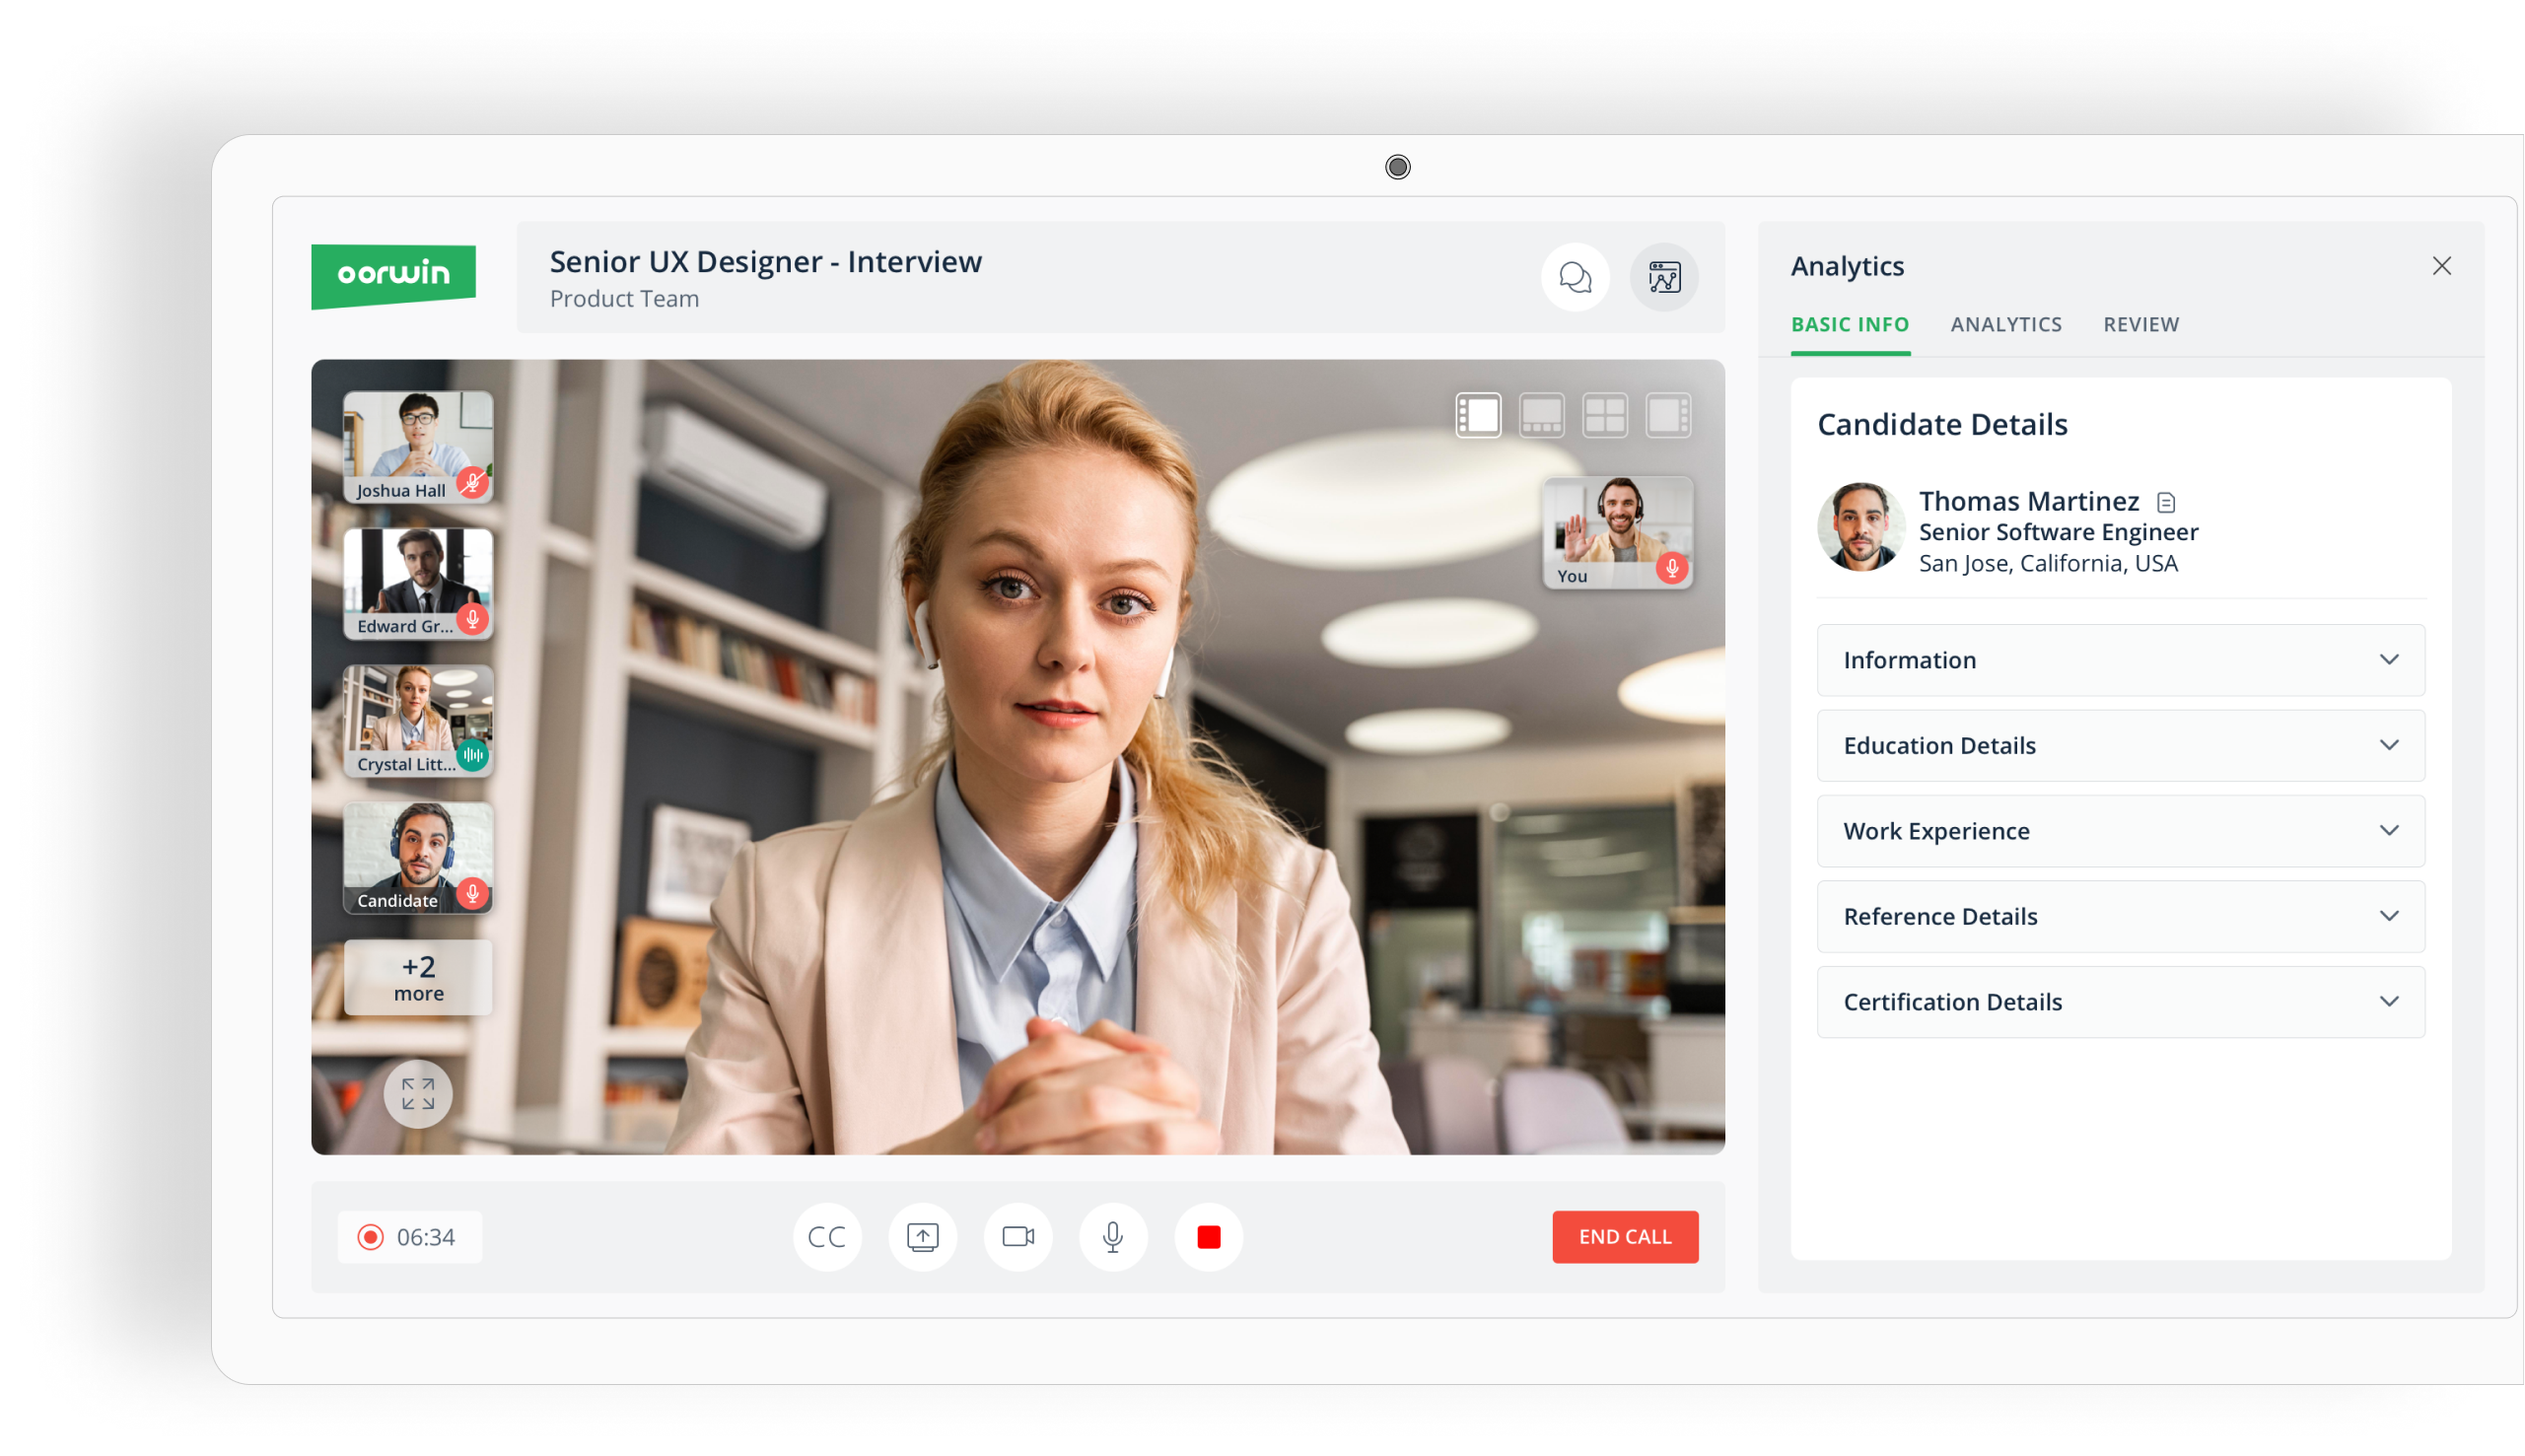 oorwin
Senior UX Designer - Interview
Product Team
Joshua Hall
Edward Gr...
Crystal Litt...
Candidate
+2
more
You
06:34
CC
END CALL
Analytics
BASIC INFO
ANALYTICS
REVIEW
Candidate Details
Thomas Martinez
Senior Software Engineer
San Jose, California, USA
Information
Education Details
Work Experience
Reference Details
Certification Details